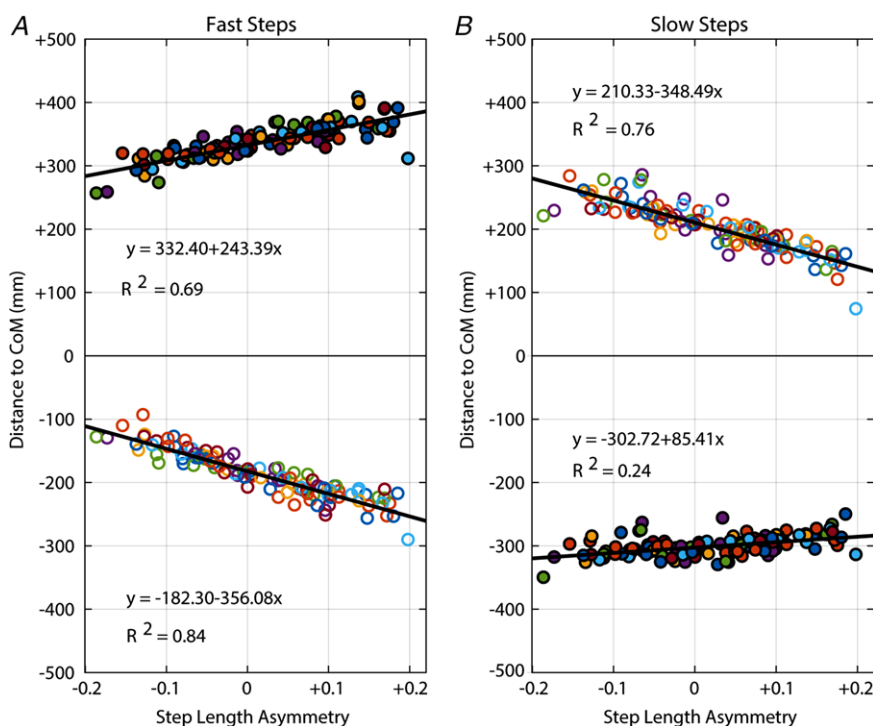 A Fast Steps
+500
+400
+300
+200
+100
0
-100
-200
-300
-400
-500
Distance to CoM (mm)
y = 332.40+243.39x
R 2 = 0.69
y = -182.30-356.08x
R 2 = 0.84
-0.2 -0.1 0 +0.1 +0.2
Step Length Asymmetry
B Slow Steps
+500
+400
+300
+200
+100
0
-100
-200
-300
-400
-500
Distance to CoM (mm)
y = 210.33-348.49x
R 2 = 0.76
y = -302.72+85.41x
R 2 = 0.24
-0.2 -0.1 0 +0.1 +0.2
Step Length Asymmetry